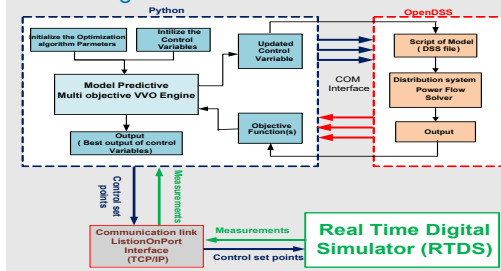 Python
OpenDSS
Initialize the Optimization
algorithm Parmeters
Intilize the
Control
Variables
Updated
Control
Varriable
Script of Model
( DSS file)
Model Predictive
Multi objective VVO Engine
COM
Interface
Distribution system
Power Flow
Solver
Output
( Best output of control
Variables)
Objective
Function(s)
Output
Control set
points
Measurements
Communication link
ListionOnPort
Interface
(TCP/IP)
Measurements
Control set points
Real Time Digital
Simulator (RTDS)